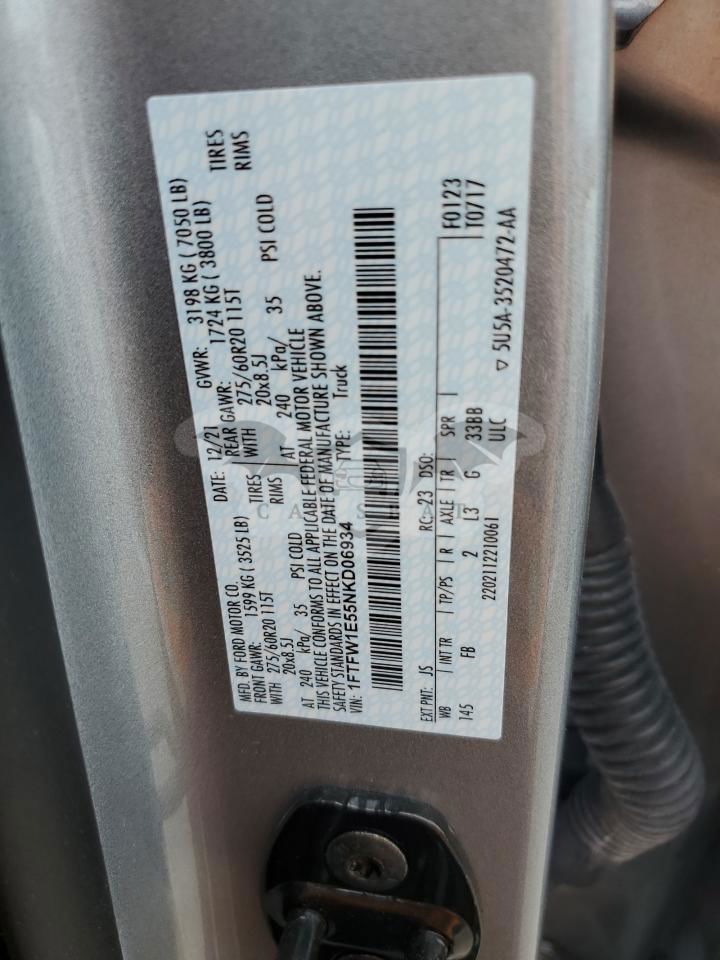 MFD. BY FORD MOTOR CO. DATE: 12/21 GVWR: 3198 KG ( 7050 LB)
FRONT GAWR: 1599 KG ( 3525 LB) REAR GAWR: 1724 KG ( 3800 LB)
WITH 275/60R20 115T TIRES WITH 275/60R20 115T TIRES
20x8.5J RIMS 20x8.5J RIMS
AT 240 kPa/ 35 PSI COLD AT 240 kPa/ 35 PSI COLD
THIS VEHICLE CONFORMS TO ALL APPLICABLE FEDERAL MOTOR VEHICLE
SAFETY STANDARDS IN EFFECT ON THE DATE OF MANUFACTURE SHOWN ABOVE.
VIN: 1FTFW1E55NKD06934 TYPE: Truck
EXT PNT: JS RC: 23 DSO: F0123
WB INT TR TP/PS R AXLE TR SPR T0717
145 FB 2 L3 G 33BB
2202112210061 ULC
▽ 5U5A-3520472-AA